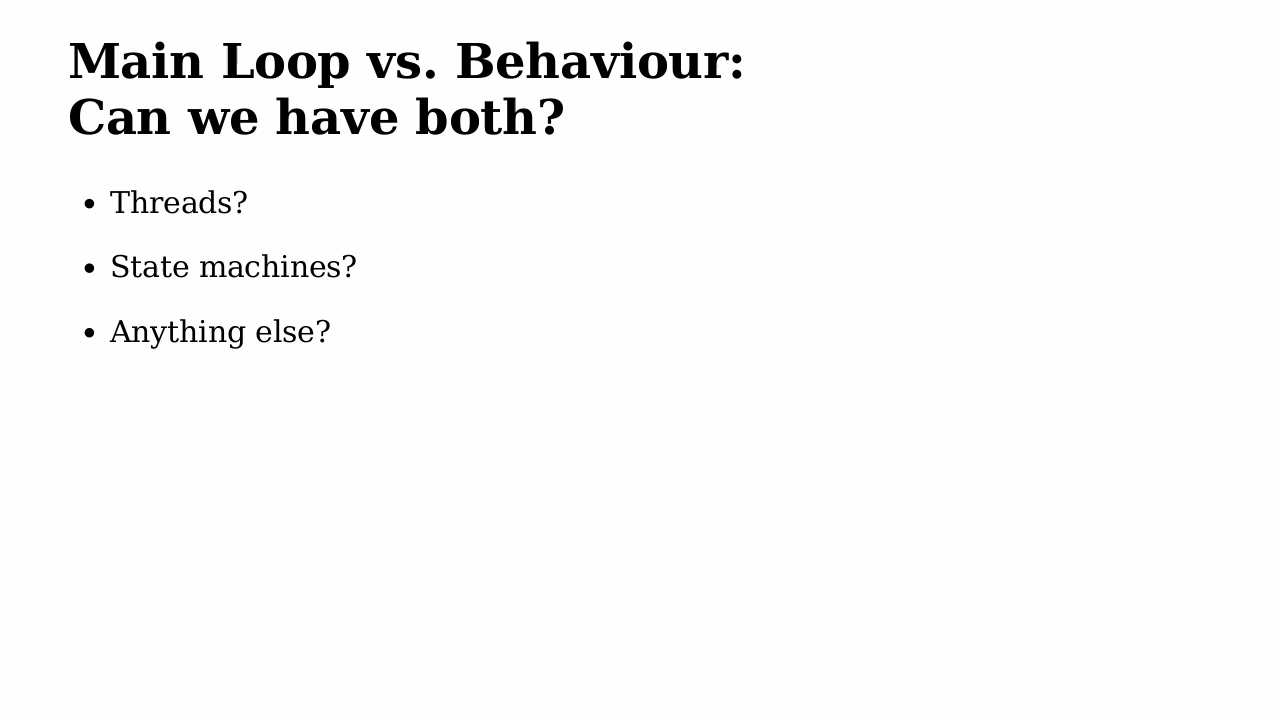 Main Loop vs. Behaviour:
Can we have both?
• Threads?
• State machines?
• Anything else?